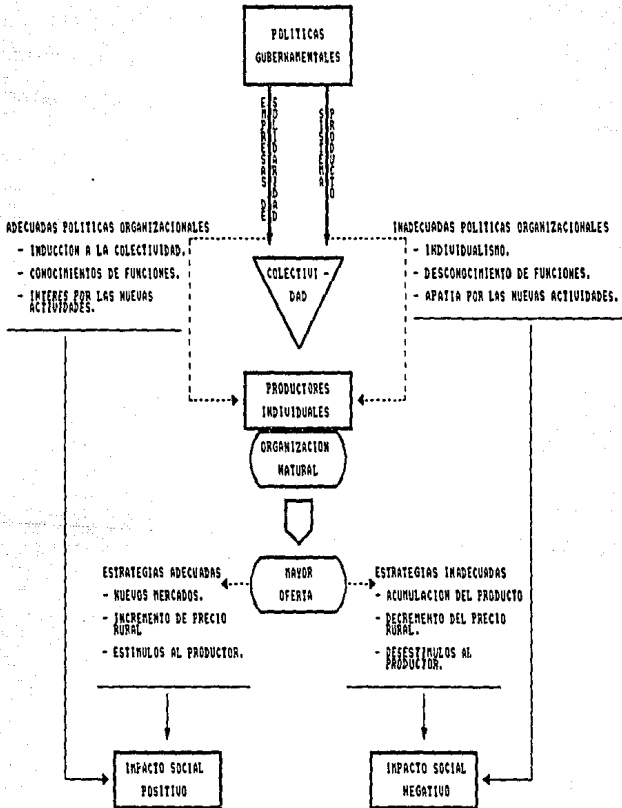 POLITICAS
GUBERNAMENTALES
EMPRESAS DE
SOLIDARIDAD
SISTEMA
PRODUCTO
ADECUADAS POLITICAS ORGANIZACIONALES
- INDUCCION A LA COLECTIVIDAD.
- CONOCIMIENTOS DE FUNCIONES.
- INTERES POR LAS NUEVAS
ACTIVIDADES.
INADECUADAS POLITICAS ORGANIZACIONALES
- INDIVIDUALISMO.
- DESCONOCIMIENTO DE FUNCIONES.
- APATIA POR LAS NUEVAS ACTIVIDADES.
COLECTIVI-
DAD
PRODUCTORES
INDIVIDUALES
ORGANIZACION
NATURAL
MAYOR
OFERTA
ESTRATEGIAS ADECUADAS
- NUEVOS MERCADOS.
- INCREMENTO DE PRECIO
RURAL
- ESTIMULOS AL PRODUCTOR.
ESTRATEGIAS INADECUADAS
- ACUMULACION DEL PRODUCTO
- DECREMENTO DEL PRECIO
RURAL.
- DESESTIMULOS AL
PRODUCTOR.
IMPACTO SOCIAL
POSITIVO
IMPACTO SOCIAL
NEGATIVO